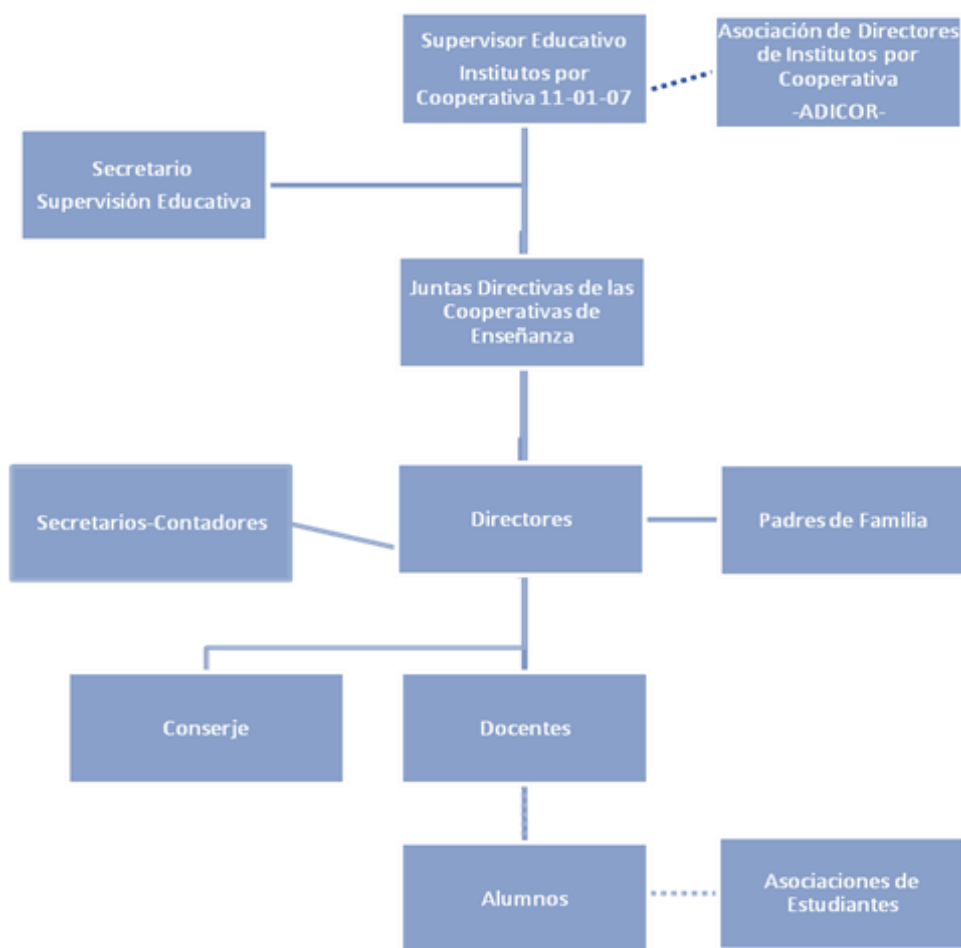 Supervisor Educativo
Institutos por
Cooperativa 11-01-07
Asociación de Directores
de Institutos por
Cooperativa
-ADICOR-
Secretario
Supervisión Educativa
Juntas Directivas de las
Cooperativas de
Enseñanza
Secretarios-Contadores
Directores
Padres de Familia
Conserje
Docentes
Alumnos
Asociaciones de
Estudiantes